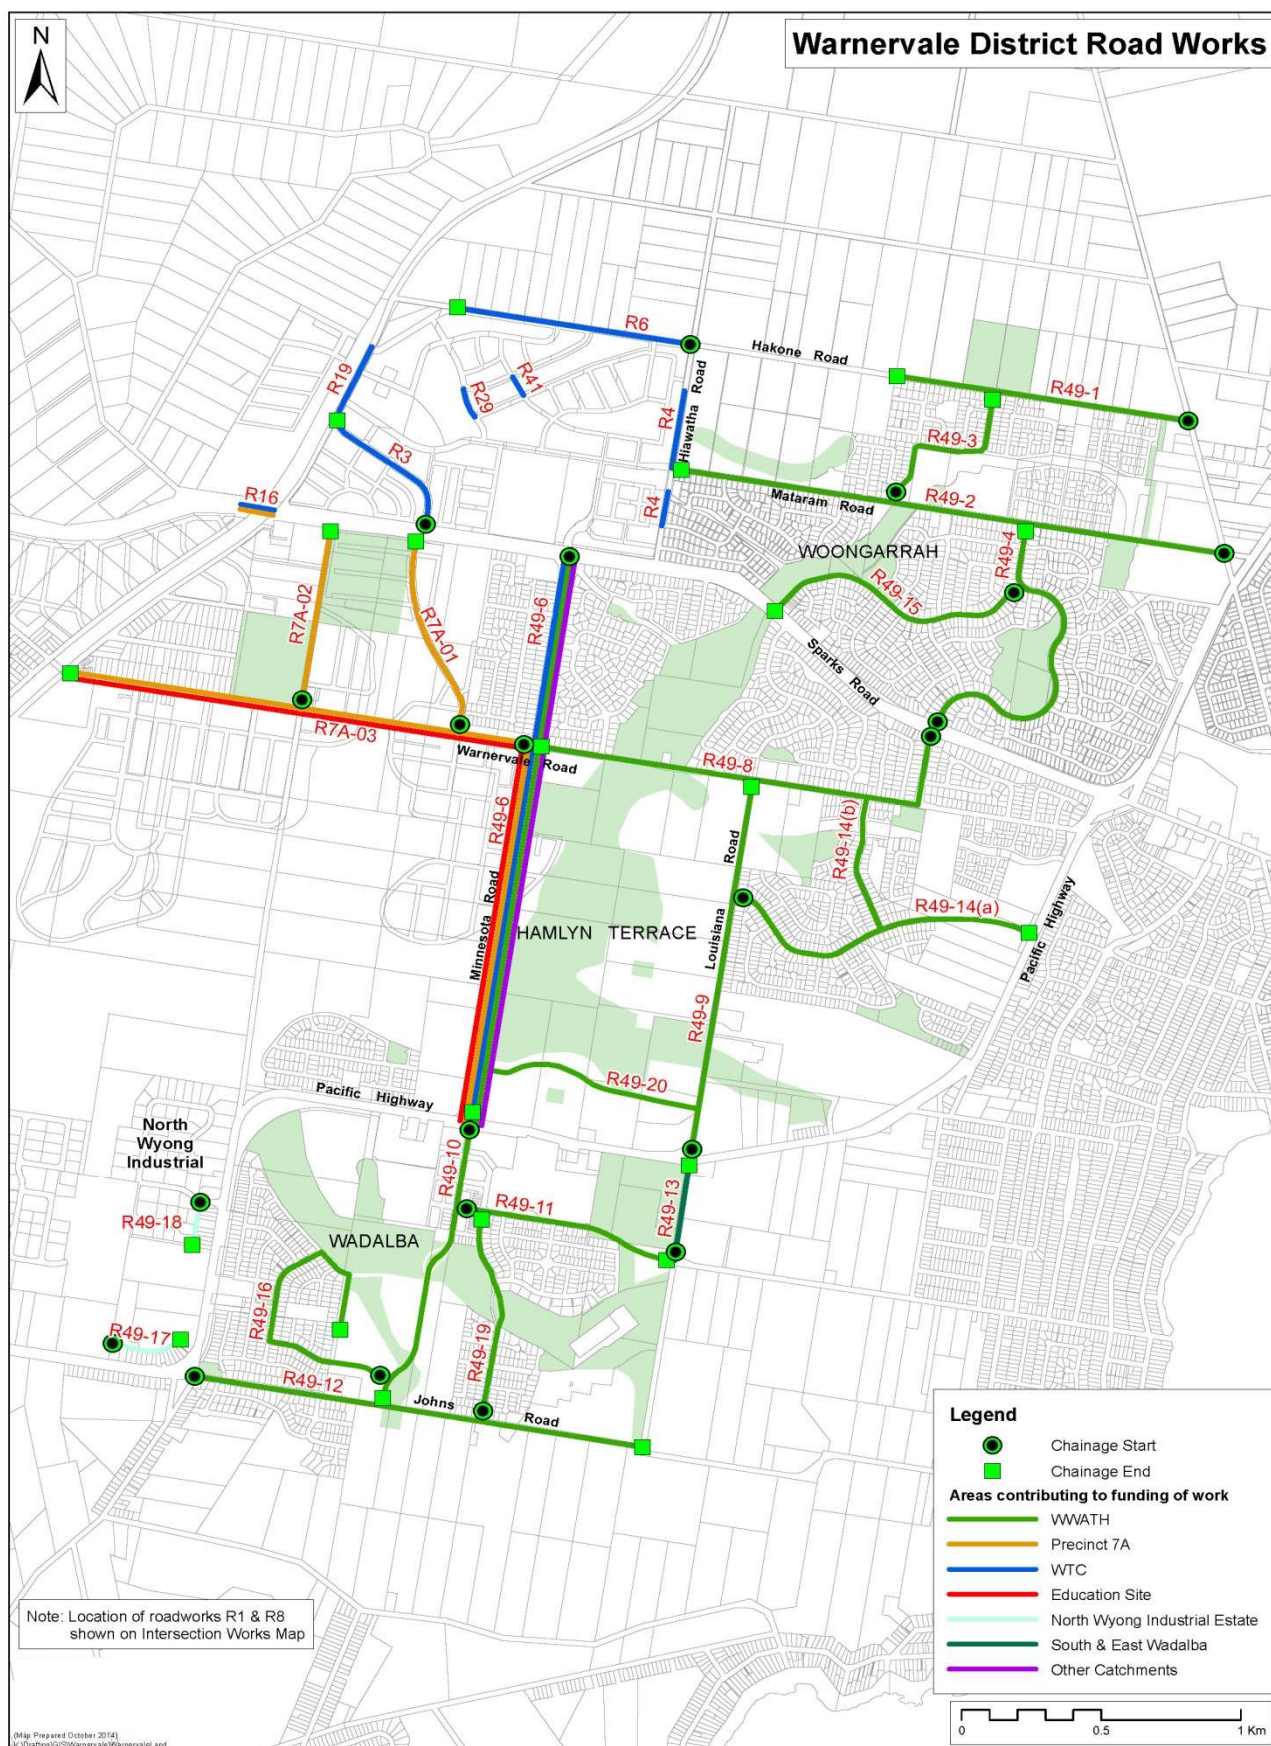 Warnervale District Road Works
N
R6
Hakone Road
R19
R41
R29
R49-1
R4
Hiawatha Road
R49-3
R3
R16
Mataram Road
R49-2
R4
WOONGARRAH
R49-4
R49-15
R7A-02
R7A-01
R49-6
Sparks Road
R7A-03
Warnervale Road
R49-8
R49-6
Minnesota Road
Louisiana Road
R49-14(b)
R49-14(a)
HAMLYN TERRACE
Pacific Highway
R49-9
R49-20
Pacific Highway
North
Wyong
Industrial
R49-10
R49-18
R49-11
R49-13
WADALBA
R49-16
R49-17
R49-19
R49-12
Johns Road
Legend
Chainage Start
Chainage End
Areas contributing to funding of work
WWATH
Precinct 7A
WTC
Education Site
North Wyong Industrial Estate
South & East Wadalba
Other Catchments
Note: Location of roadworks R1 & R8
shown on Intersection Works Map
0 0.5 1 Km
(Map Prepared October 2014)